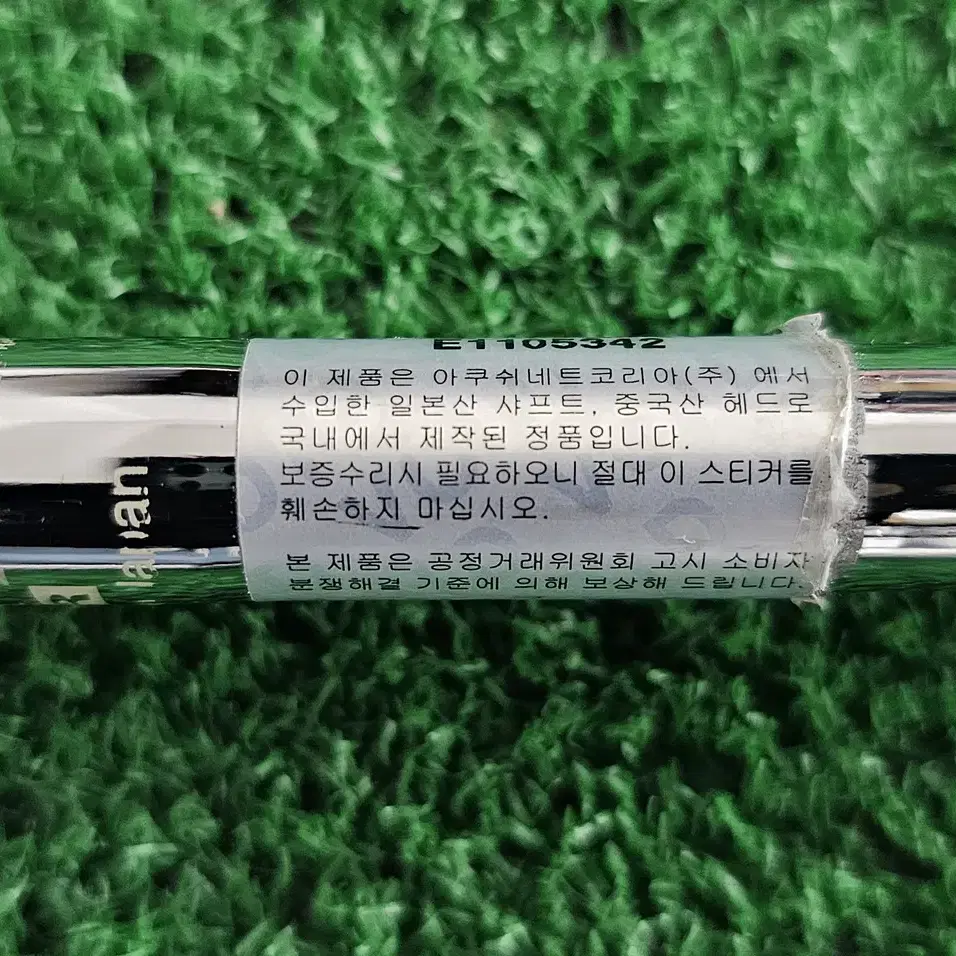 E1105342
이 제품은 아쿠쉬네트코리아(주) 에서
수입한 일본산 샤프트, 중국산 헤드로
국내에서 제작된 정품입니다.
보증수리시 필요하오니 절대 이 스티커를
훼손하지 마십시오.
본 제품은 공정거래위원회 고시 소비자
분쟁해결 기준에 의해 보상해 드립니다.
Japan